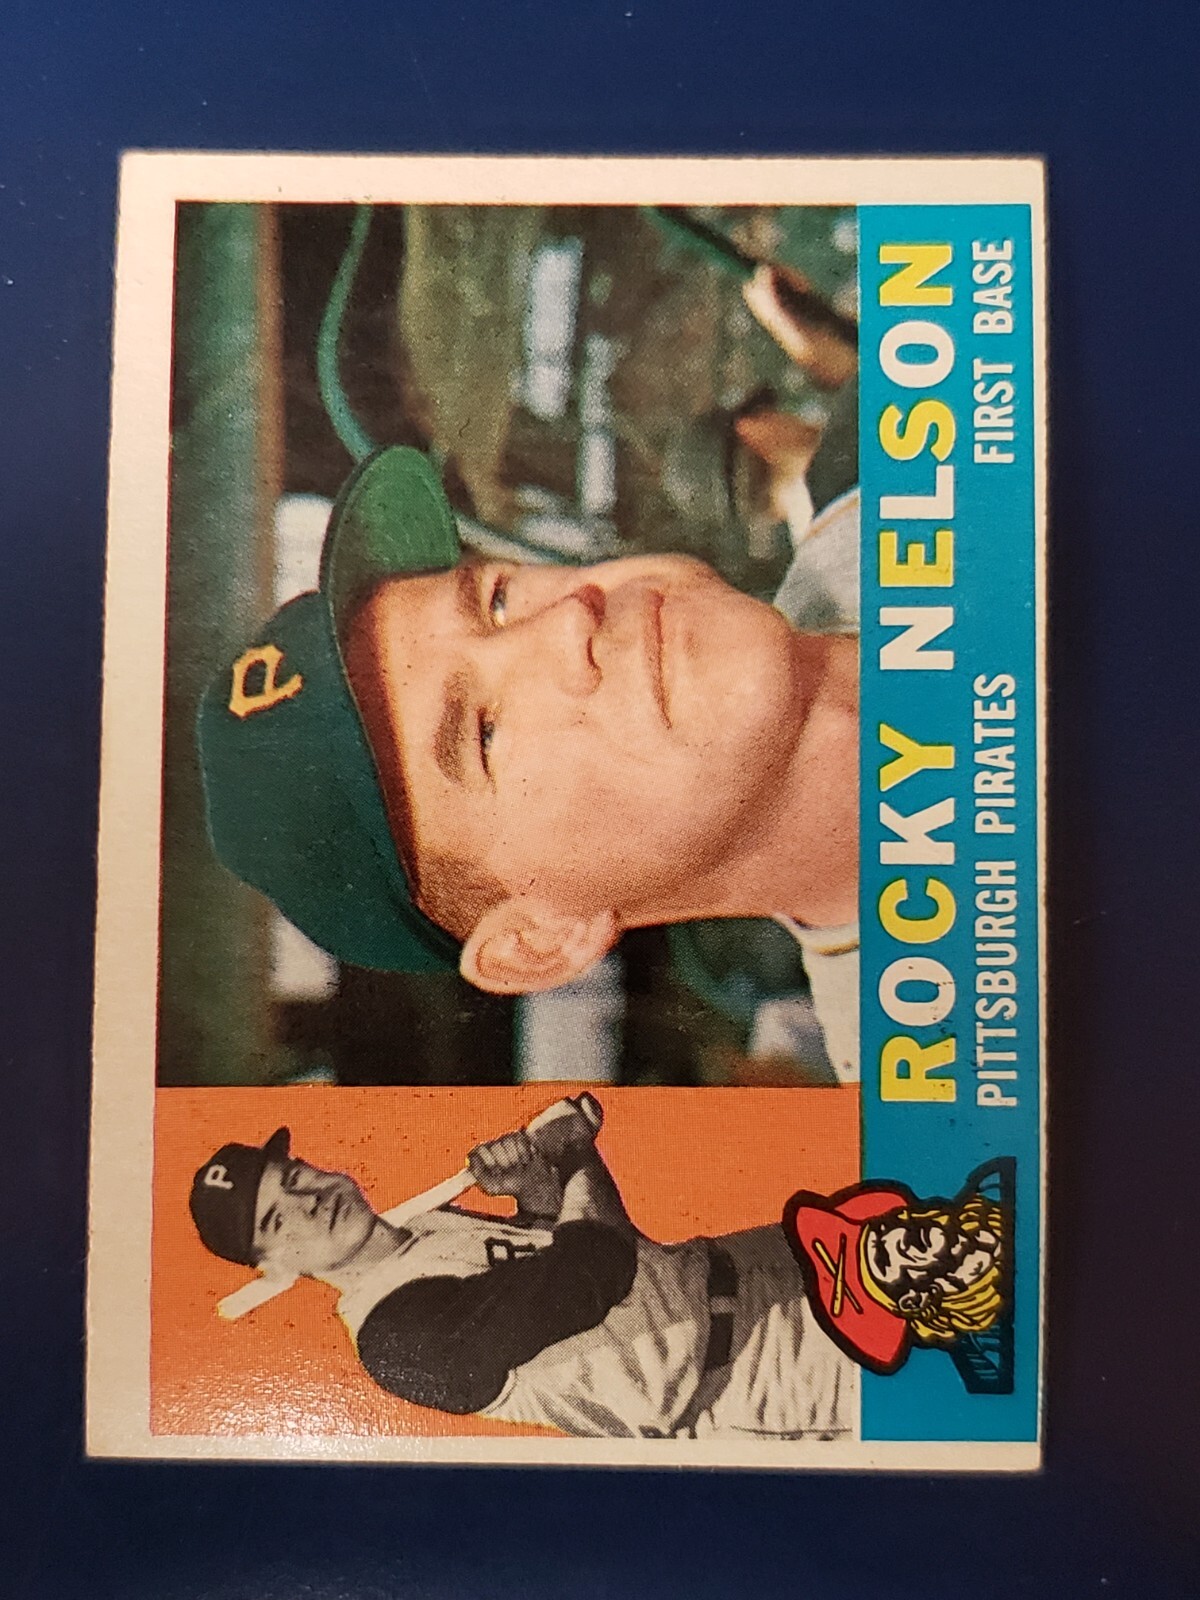 ROCKY NELSON
PITTSBURGH PIRATES FIRST BASE
P
P